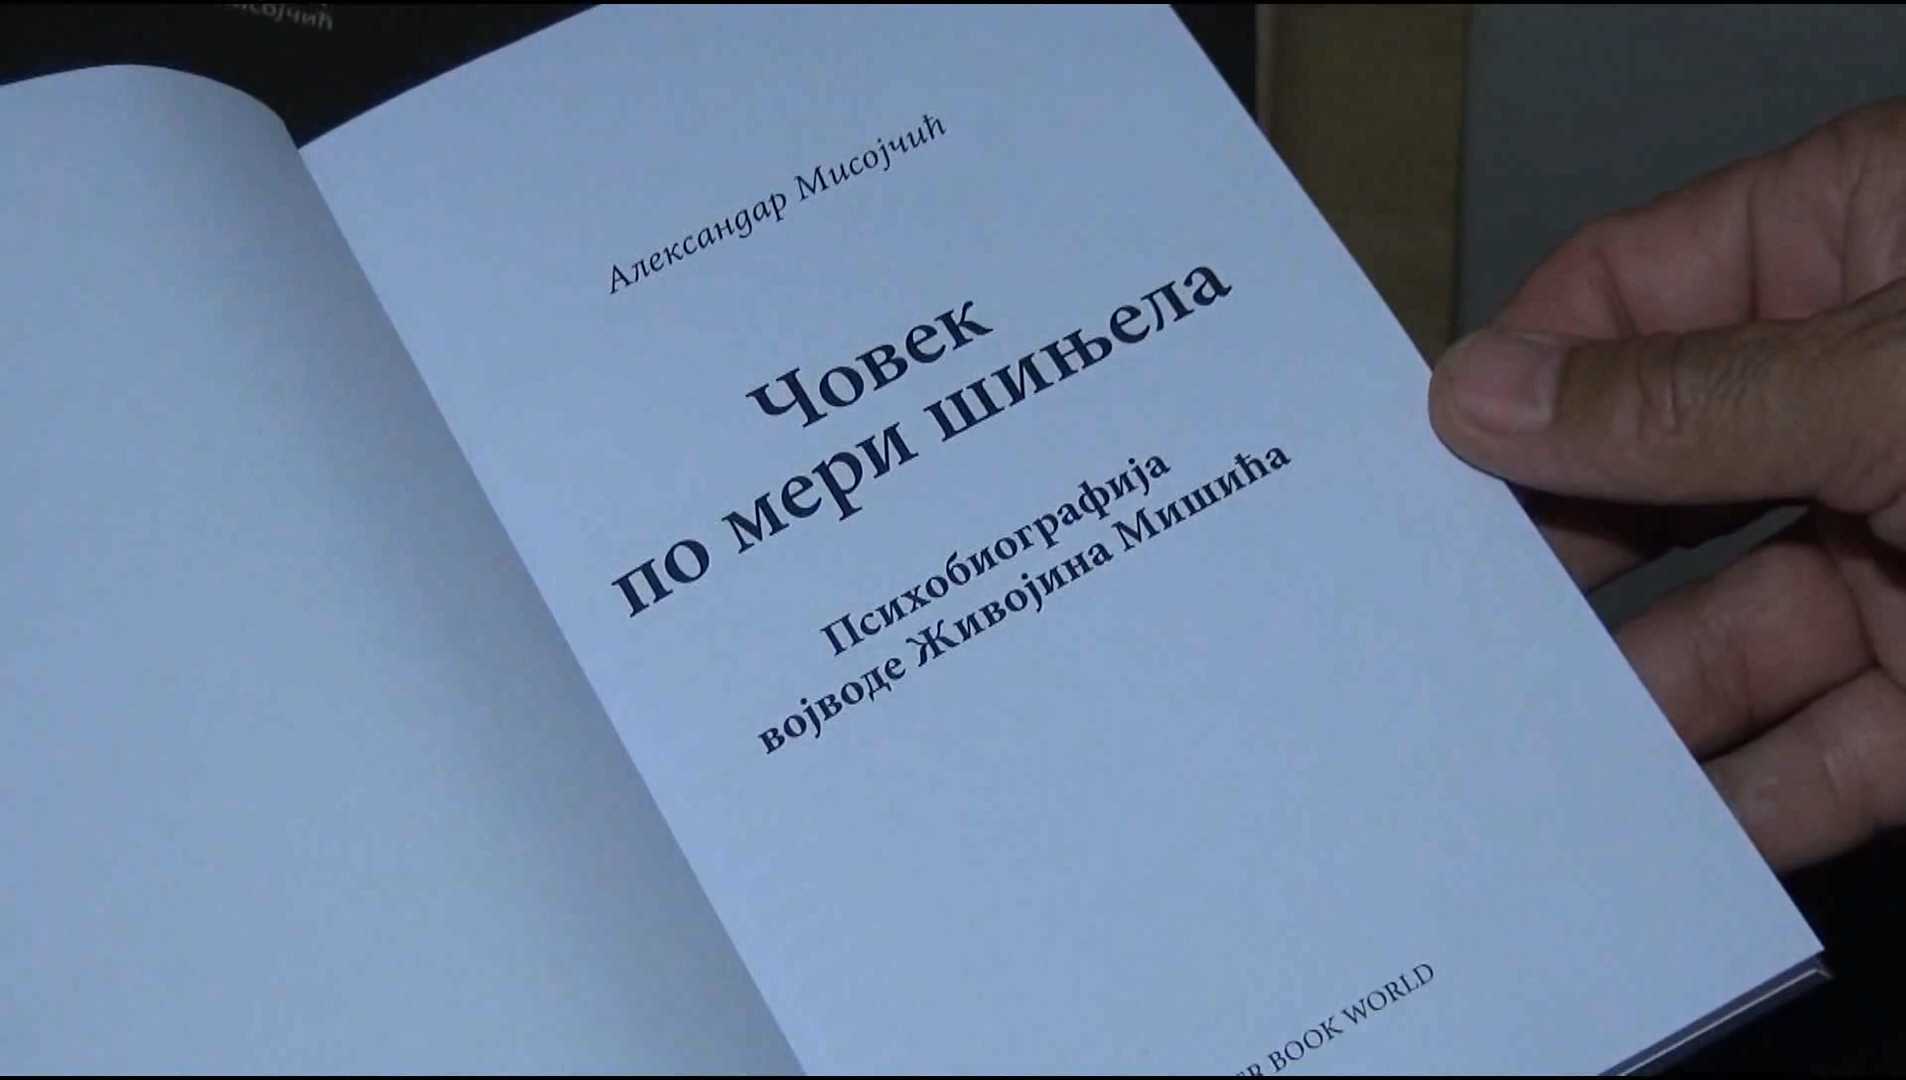 Александар Мисојчић
Човек
по мери шињела
Психобиографија
војводе Живојина Мишића
BOOK WORLD